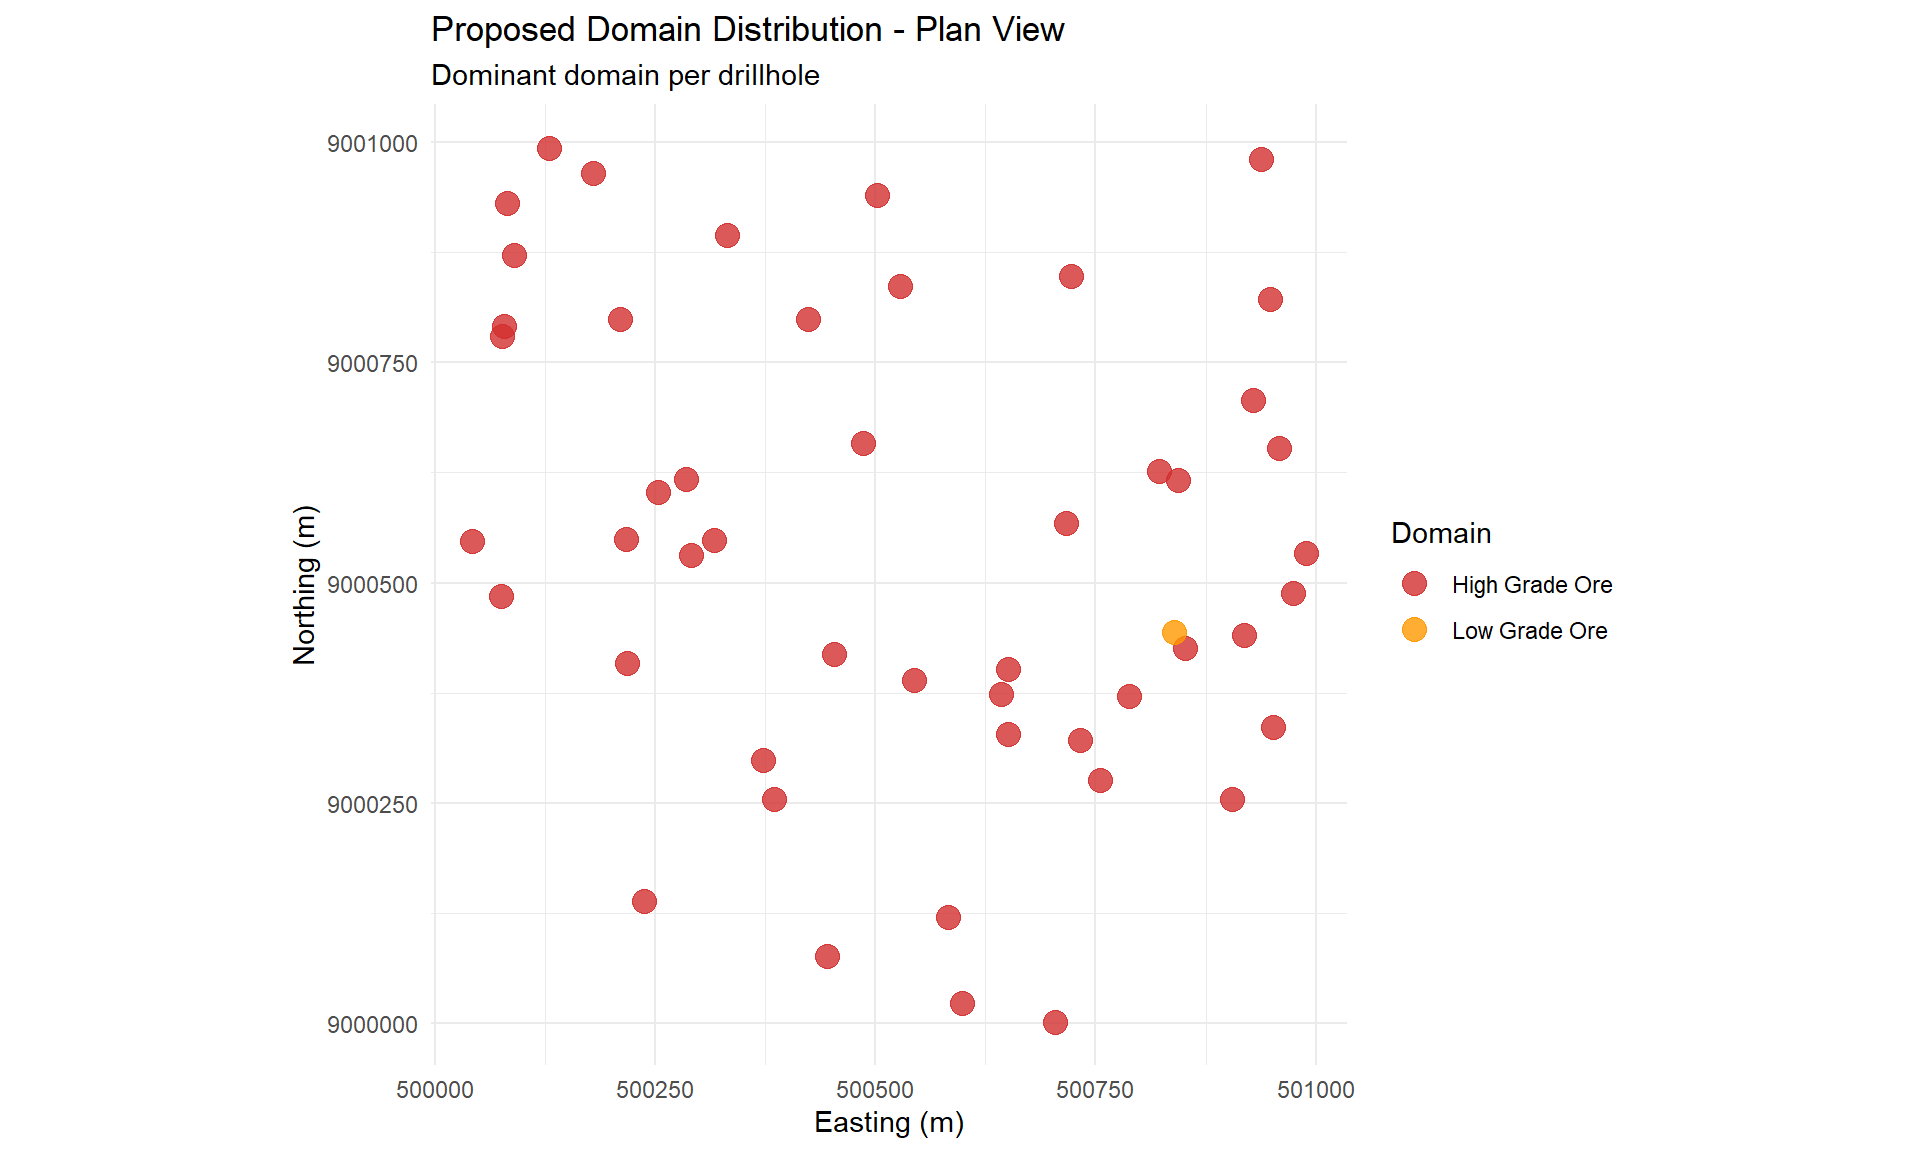 Proposed Domain Distribution - Plan View
Dominant domain per drillhole
9001000
9000750
9000500
9000250
9000000
Northing (m)
500000 500250 500500 500750 501000
Easting (m)
Domain
High Grade Ore
Low Grade Ore